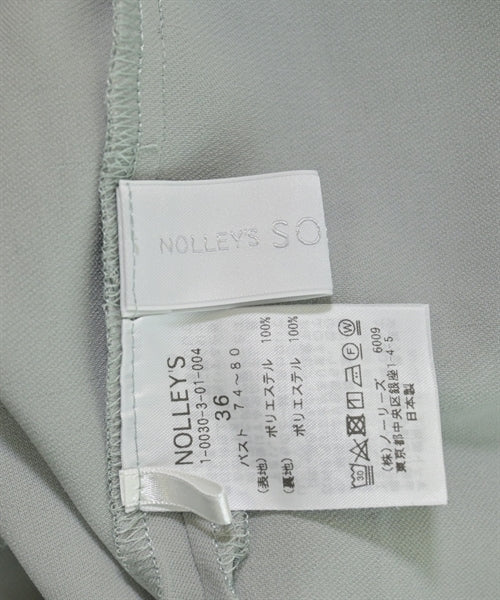 NOLLEY'S SO
NOLLEY'S
1-0030-3-01-004
36
バスト 74~80
(表地) ポリエステル 100%
(裏地) ポリエステル 100%
30
F W
6009
(株)ノーリーズ
東京都中央区銀座1-4-5
日本製